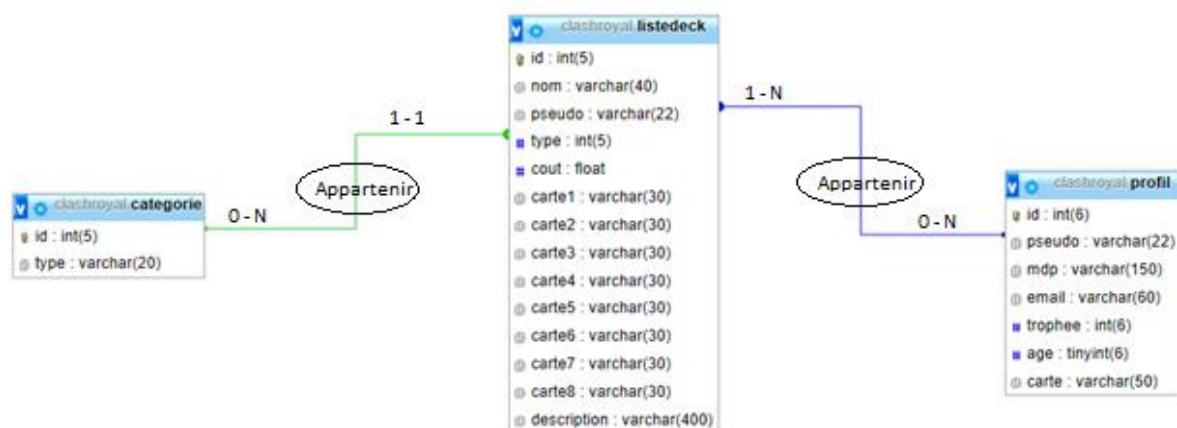 clashroyal listedeck
id : int(5)
nom : varchar(40)
pseudo : varchar(22)
type : int(5)
cout : float
carte1 : varchar(30)
carte2 : varchar(30)
carte3 : varchar(30)
carte4 : varchar(30)
carte5 : varchar(30)
carte6 : varchar(30)
carte7 : varchar(30)
carte8 : varchar(30)
description : varchar(400)
1 - 1
Appartenir
0 - N
clashroyal categorie
id : int(5)
type : varchar(20)
1 - N
Appartenir
0 - N
clashroyal profil
id : int(6)
pseudo : varchar(22)
mdp : varchar(150)
email : varchar(60)
trophee : int(6)
age : tinyint(6)
carte : varchar(50)